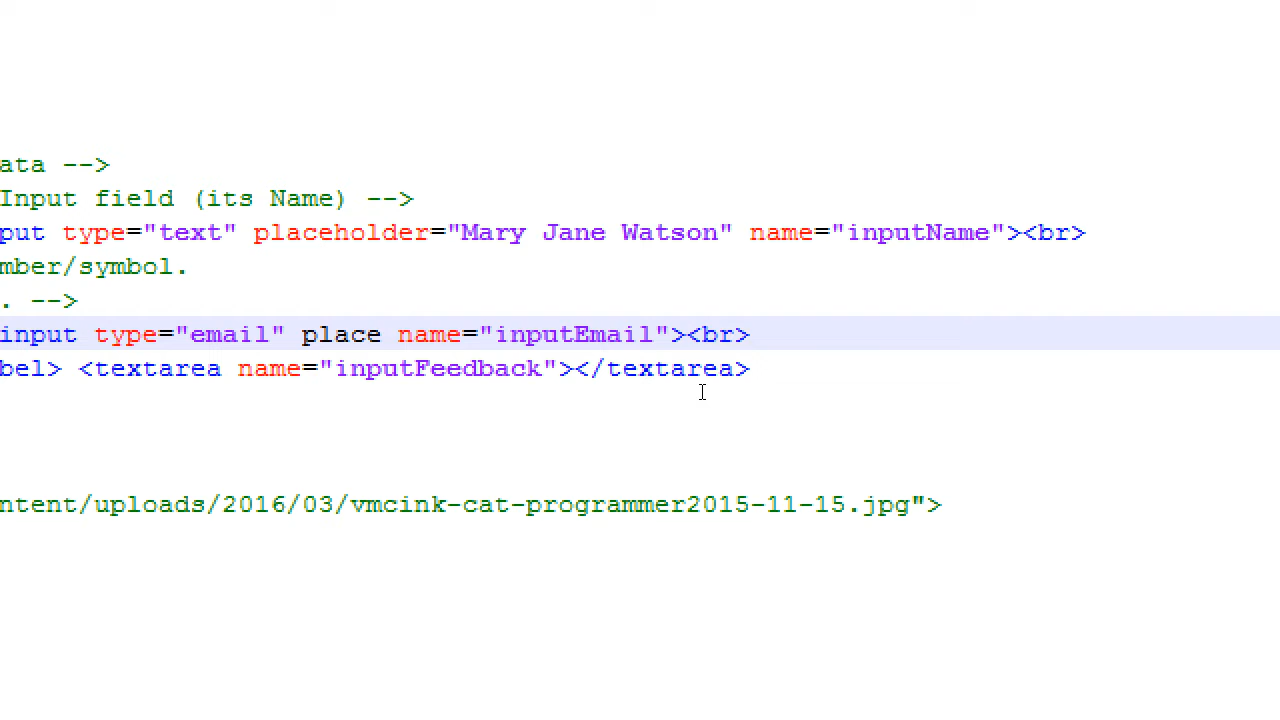 ata -->
Input field (its Name) -->
put type="text" placeholder="Mary Jane Watson" name="inputName"><br>
mber/symbol.
. -->
input type="email" place name="inputEmail"><br>
bel> <textarea name="inputFeedback"></textarea>
ntent/uploads/2016/03/vmcink-cat-programmer2015-11-15.jpg">